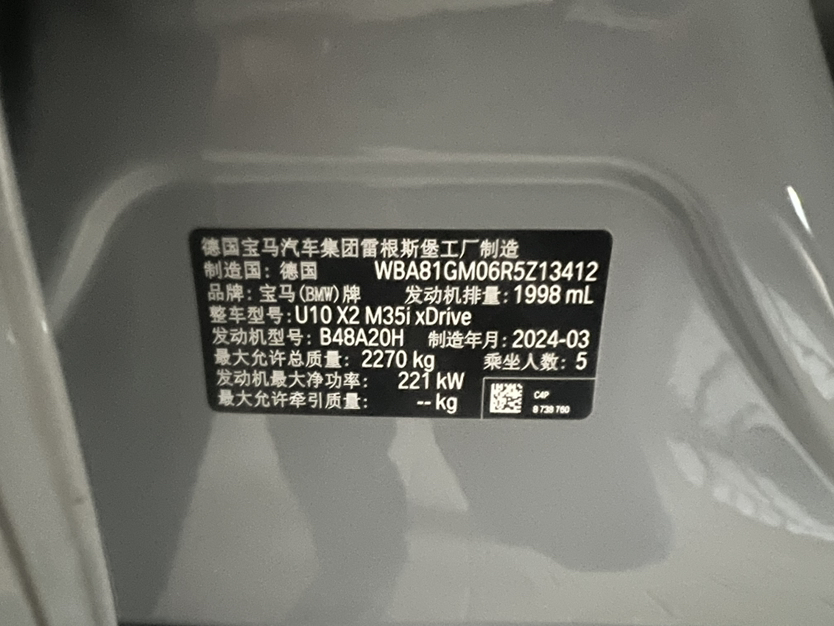 德国宝马汽车集团雷根斯堡工厂制造
制造国：德国 WBA81GM06R5Z13412
品牌：宝马(BMW)牌 发动机排量：1998 mL
整车型号：U10 X2 M35i xDrive
发动机型号：B48A20H 制造年月：2024-03
最大允许总质量：2270 kg 乘坐人数：5
发动机最大净功率： 221 kW
最大允许牵引质量： -- kg
C4P
8 738 760